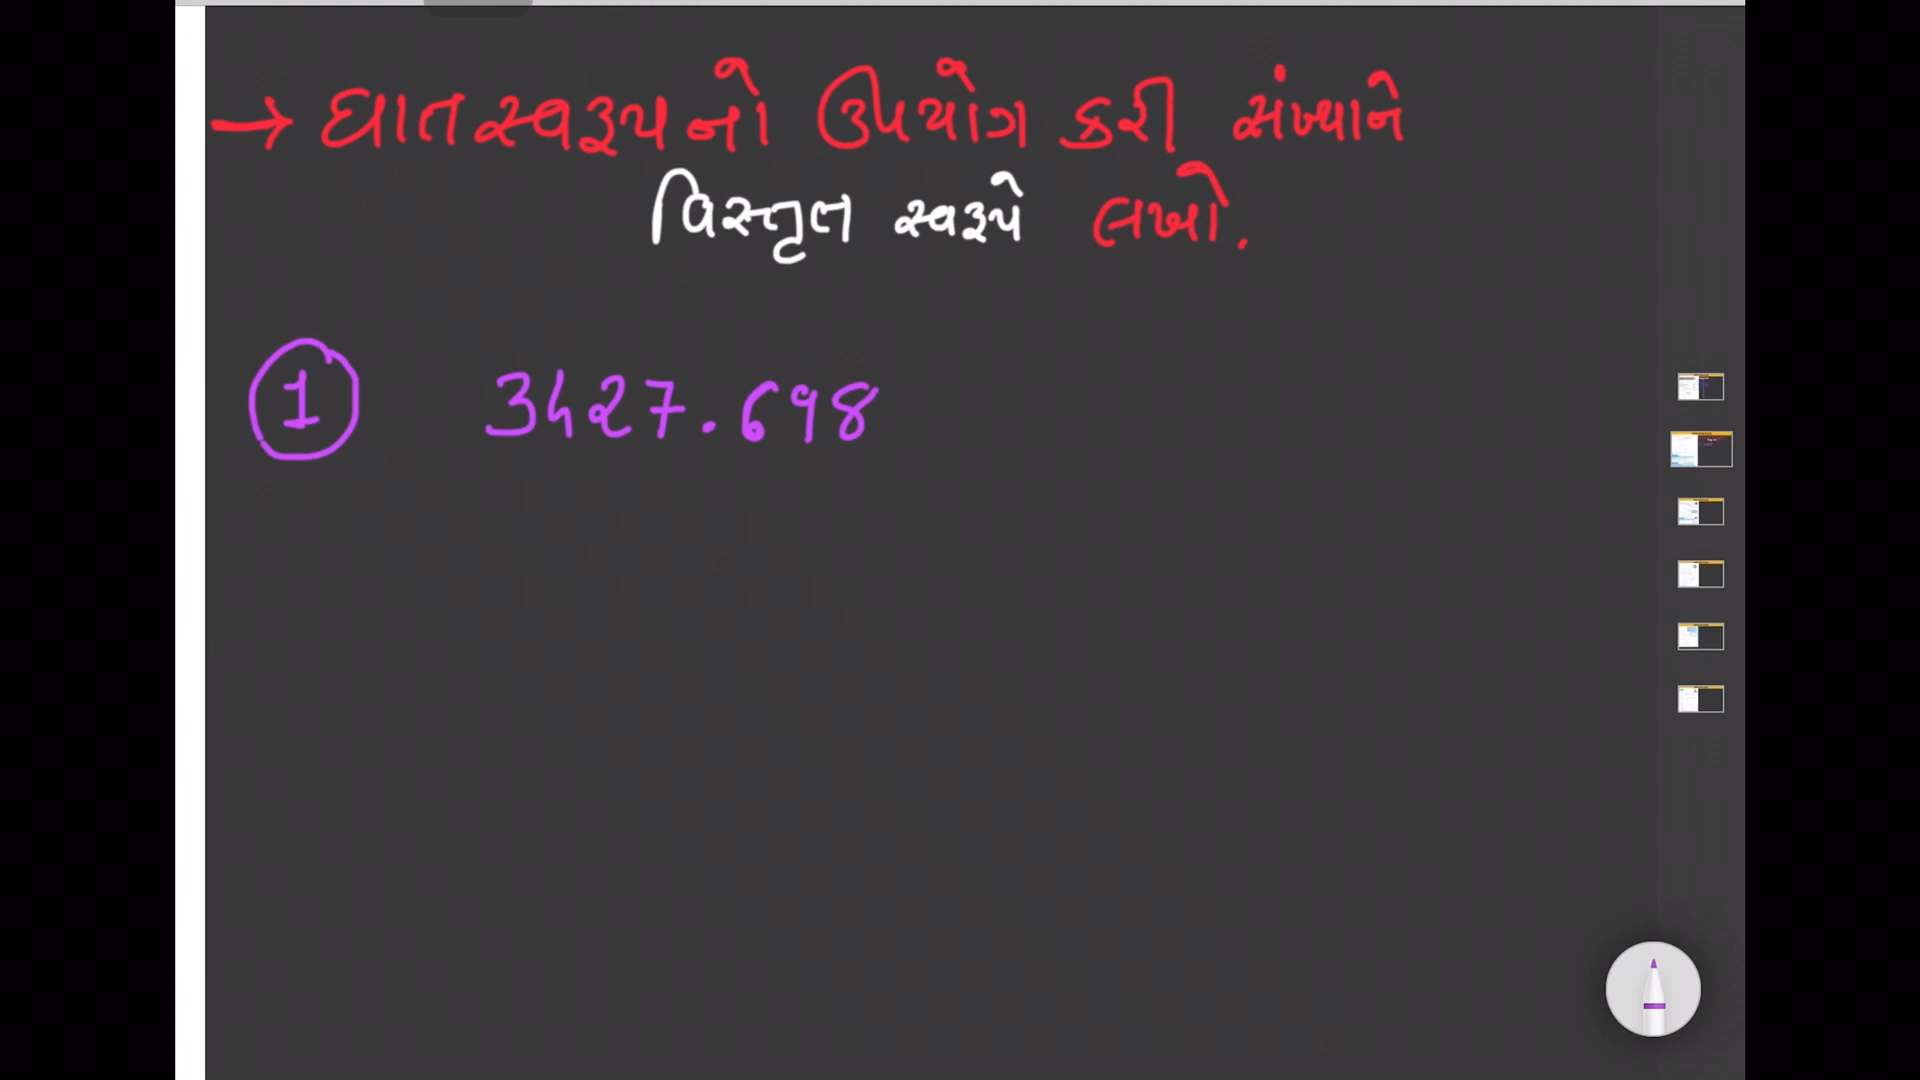 → ઘાતસ્વરૂપનો ઉપયોગ કરી સંખ્યાને
વિસ્તૃત સ્વરૂપે લખો.
1 3427.698